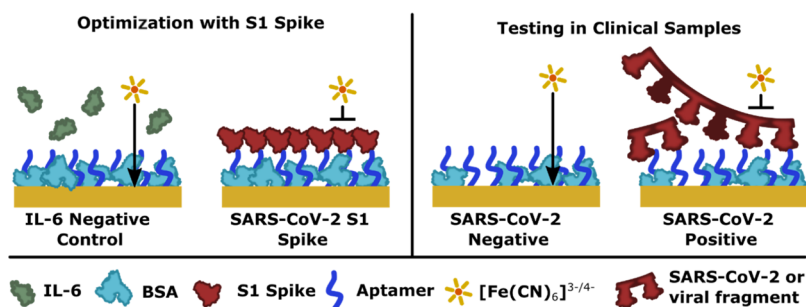 Optimization with S1 Spike
Testing in Clinical Samples
IL-6 Negative
Control
SARS-CoV-2 S1
Spike
SARS-CoV-2
Negative
SARS-CoV-2
Positive
IL-6
BSA
S1 Spike
Aptamer
[Fe(CN)₆]³⁻/⁴⁻
SARS-CoV-2 or
viral fragment